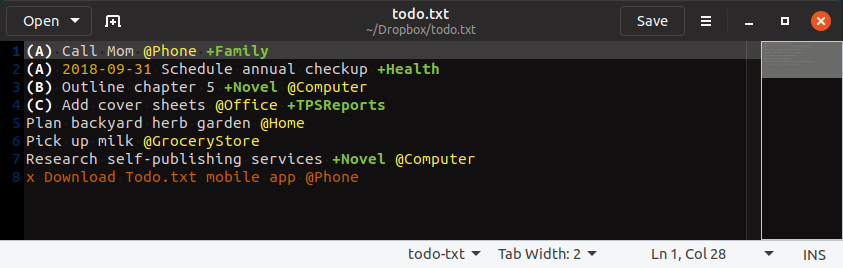 Open
todo.txt
~/Dropbox/todo.txt
Save
1 (A) Call Mom @Phone +Family
2 (A) 2018-09-31 Schedule annual checkup +Health
3 (B) Outline chapter 5 +Novel @Computer
4 (C) Add cover sheets @Office +TPSReports
5 Plan backyard herb garden @Home
6 Pick up milk @GroceryStore
7 Research self-publishing services +Novel @Computer
8 x Download Todo.txt mobile app @Phone
todo-txt Tab Width: 2 Ln 1, Col 28 INS